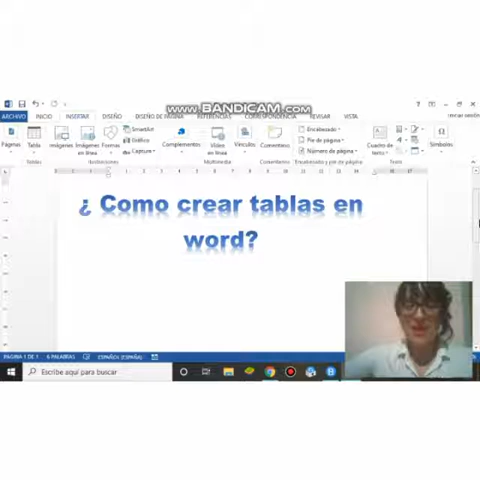 www.BANDICAM.com
ARCHIVO INICIO INSERTAR DISEÑO DISEÑO DE PÁGINA REFERENCIAS CORRESPONDENCIA REVISAR VISTA
Páginas Tabla Imágenes Imágenes en línea Formas SmartArt Gráfico Captura Complementos Vídeo en línea Vínculos Comentario Encabezado Pie de página Número de página Cuadro de texto Símbolos
Tablas Ilustraciones Multimedia Comentarios Encabezado y pie de página Texto
¿ Como crear tablas en
word?
PÁGINA 1 DE 1 6 PALABRAS ESPAÑOL (ESPAÑA)
Escribe aquí para buscar